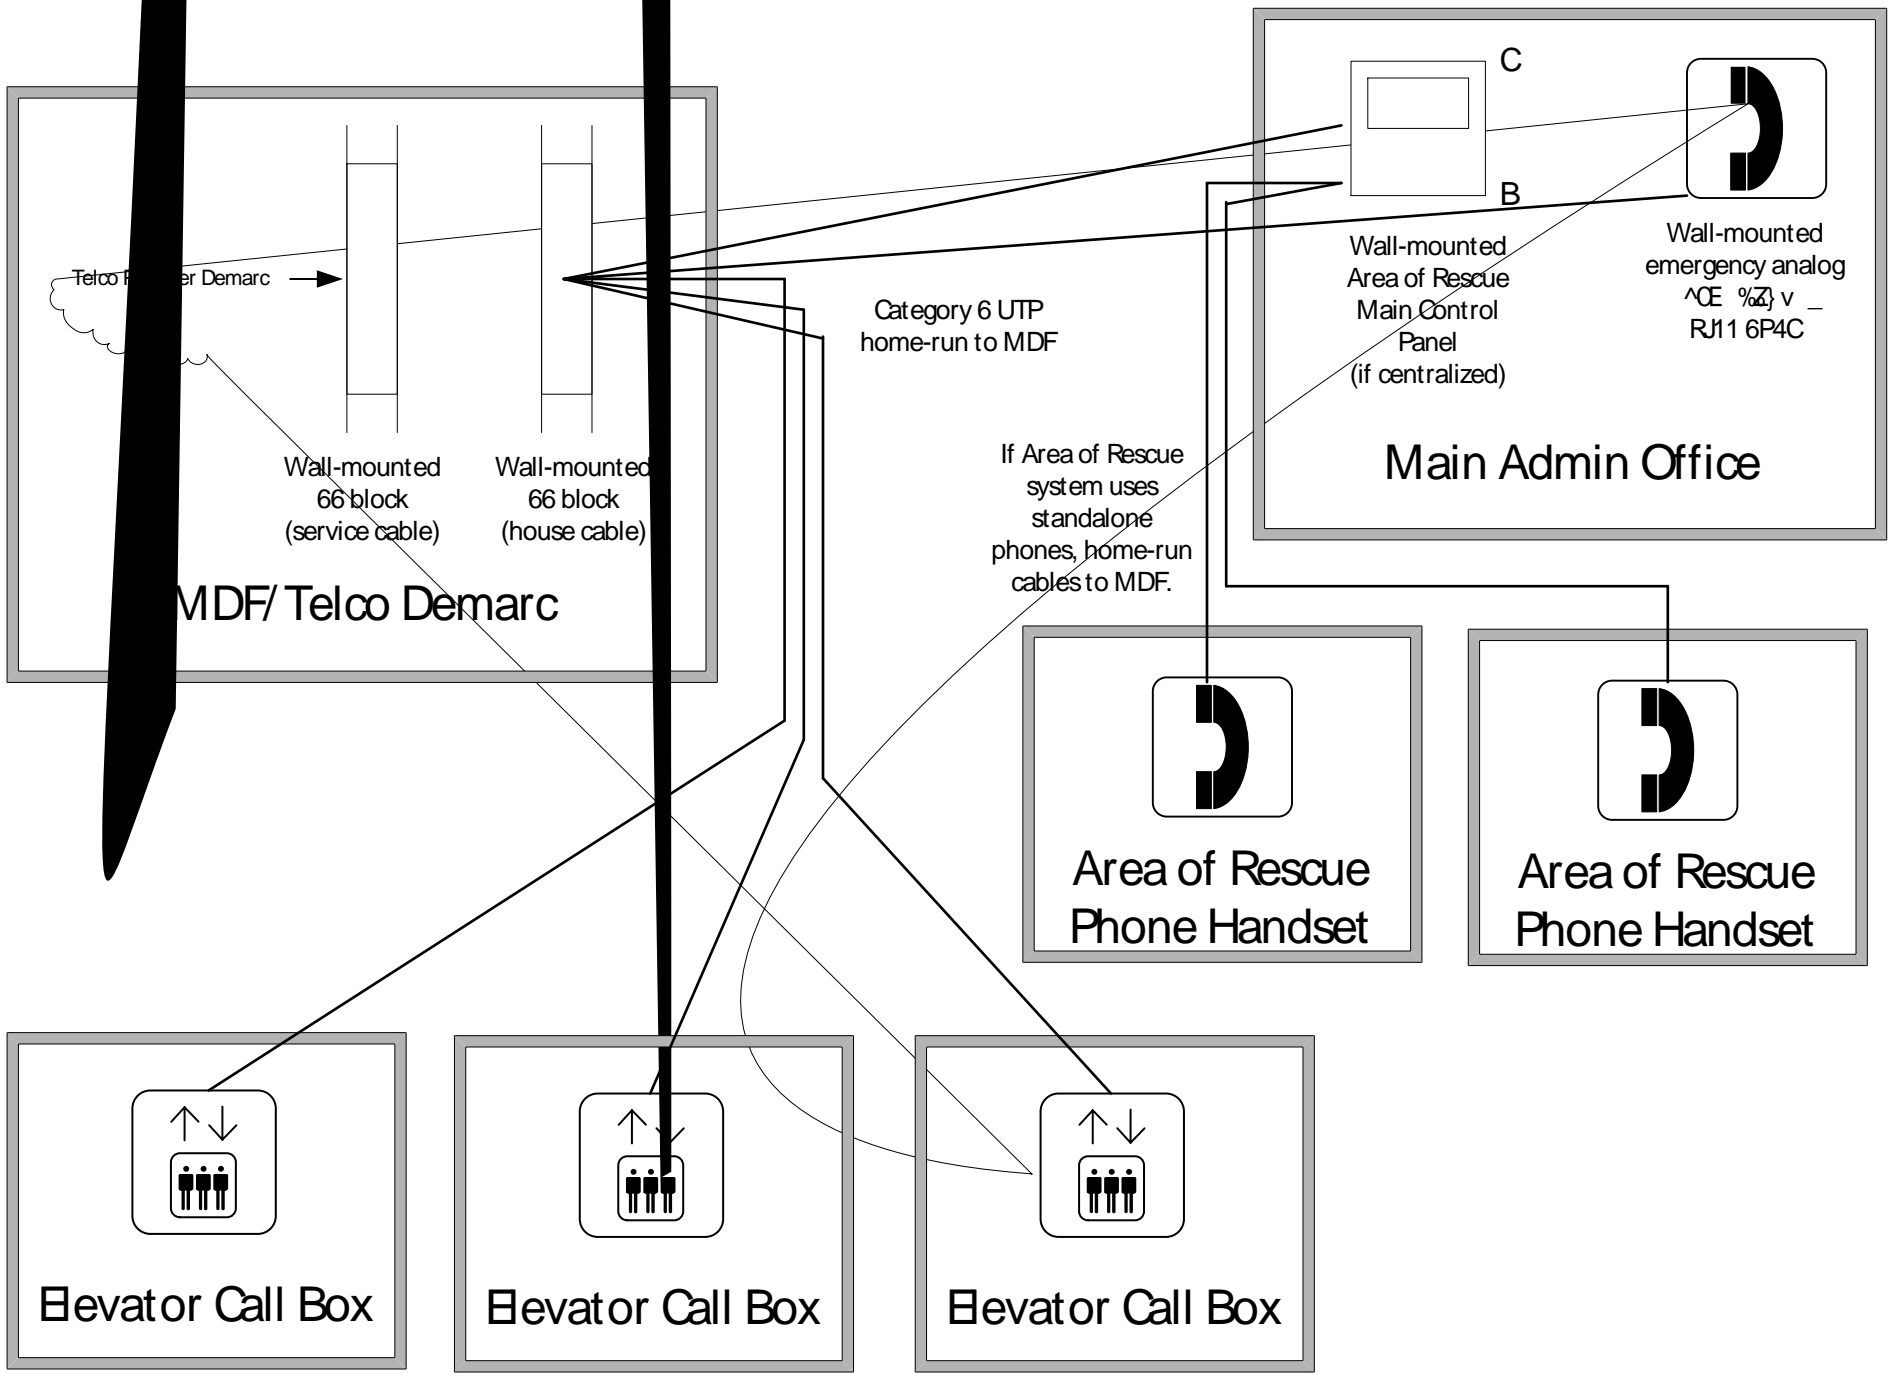 C
B
Telco Demarc
Wall-mounted
66 block
(service cable)
Wall-mounted
66 block
(house cable)
MDF/Telco Demarc
Category 6 UTP
home-run to MDF
Wall-mounted
Area of Rescue
Main Control
Panel
(if centralized)
Wall-mounted
emergency analog
RJ11 6P4C
Main Admin Office
If Area of Rescue
system uses
standalone
phones, home-run
cables to MDF.
Area of Rescue
Phone Handset
Area of Rescue
Phone Handset
Elevator Call Box
Elevator Call Box
Elevator Call Box